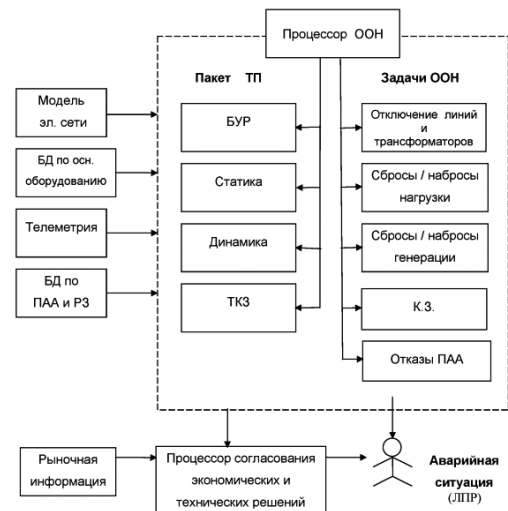 Процессор ООН
Пакет ТП
Задачи ООН
Модель
эл. сети
БД по осн.
оборудованию
Телеметрия
БД по
ПАА и РЗ
БУР
Статика
Динамика
ТКЗ
Отключение линий
и
трансформаторов
Сбросы / набросы
нагрузки
Сбросы / набросы
генерации
К.З.
Отказы ПАА
Рыночная
информация
Процессор согласования
экономических и
технических решений
Аварийная
ситуация
(ЛПР)